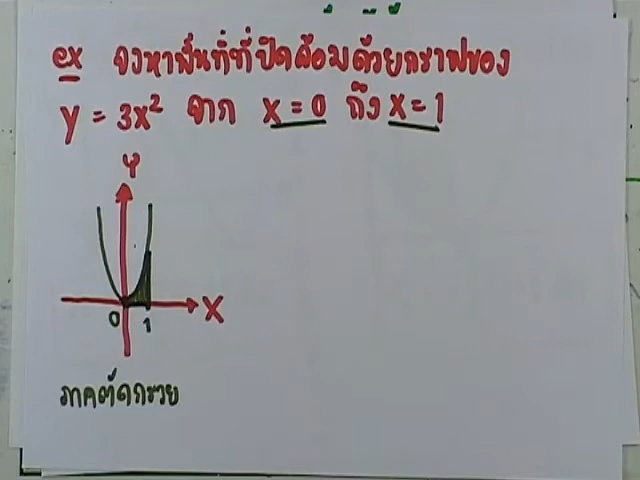 ex จงหาพื้นที่ที่ปิดล้อมด้วยกราฟของ
y = 3x² จาก x = 0 ถึง x = 1
Y
X
0 1
ภาคตัดกรวย